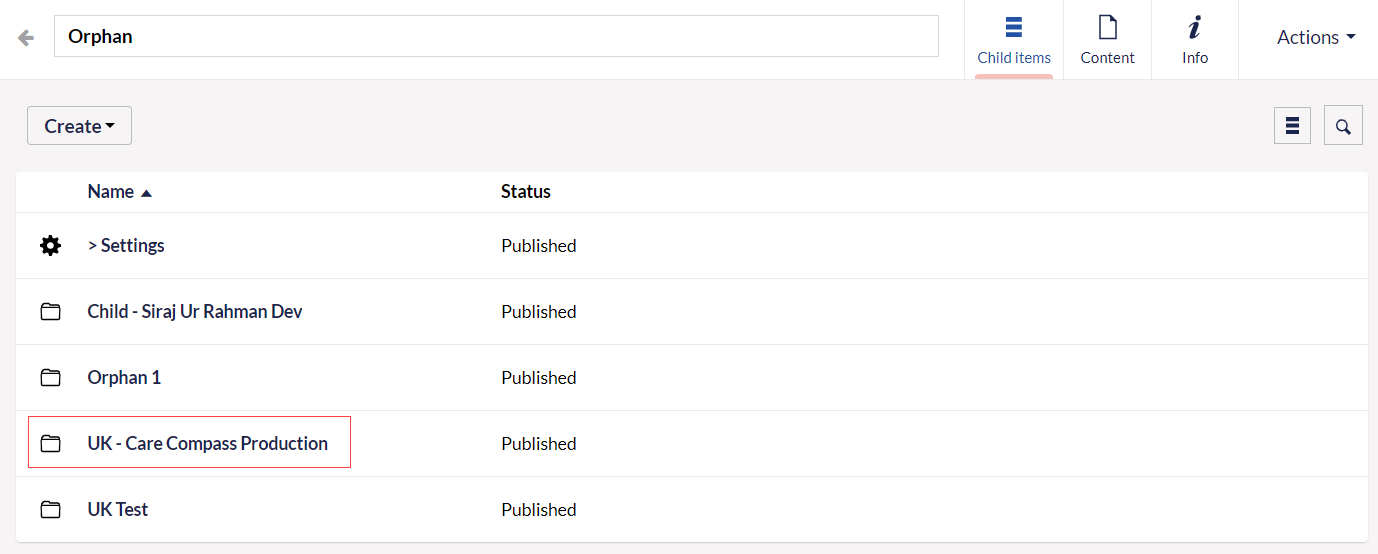 Orphan
Child items
Content
Info
Actions
Create
Name Status
> Settings Published
Child - Siraj Ur Rahman Dev Published
Orphan 1 Published
UK - Care Compass Production Published
UK Test Published